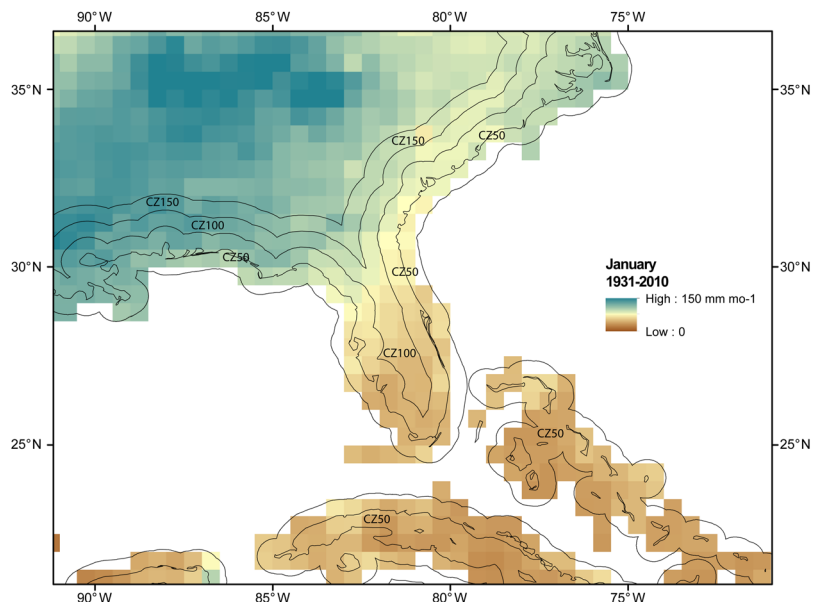 90°W 85°W 80°W 75°W
35°N 35°N
CZ150 CZ50
CZ150
CZ100
CZ50
30°N 30°N
CZ50
January
1931-2010
High : 150 mm mo-1
Low : 0
CZ100
CZ50
25°N 25°N
CZ50
90°W 85°W 80°W 75°W